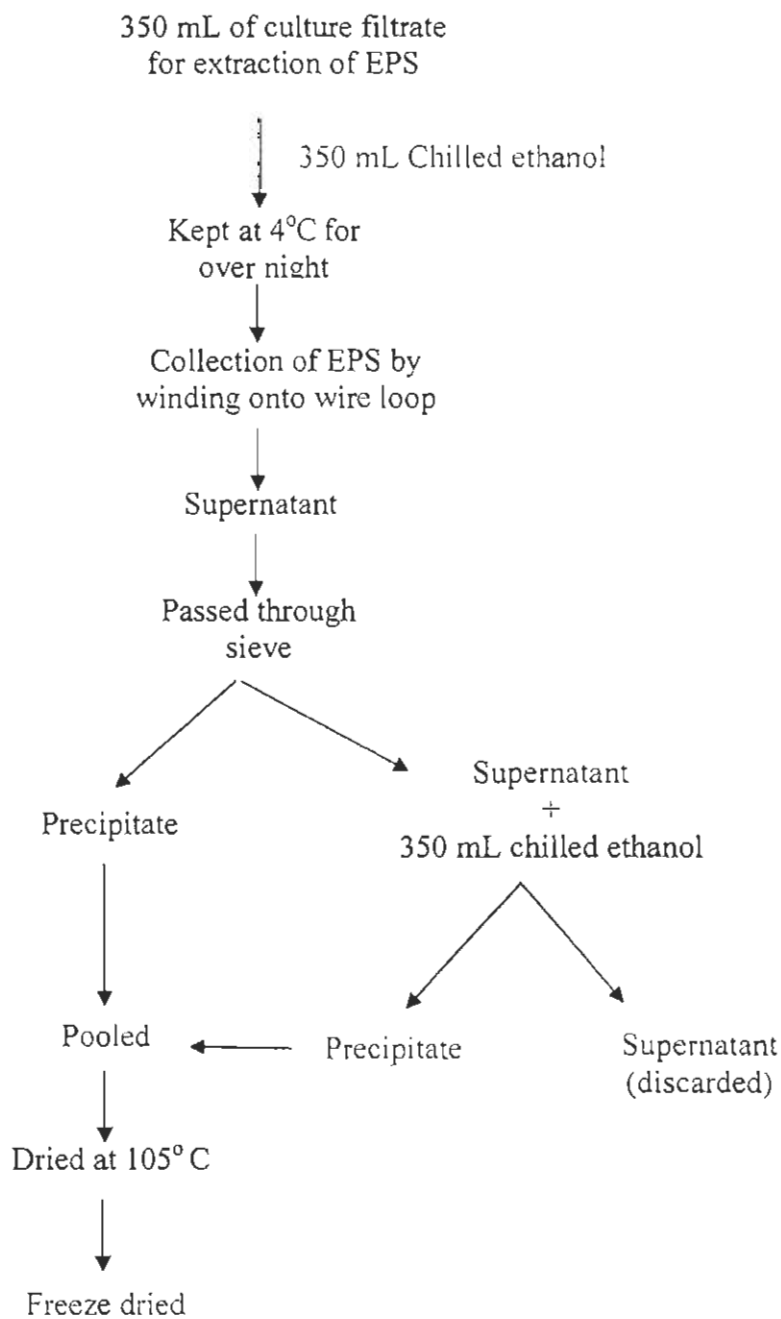 350 mL of culture filtrate
for extraction of EPS
350 mL Chilled ethanol
Kept at 4°C for
over night
Collection of EPS by
winding onto wire loop
Supernatant
Passed through
sieve
Supernatant
+
350 mL chilled ethanol
Precipitate
Pooled
Precipitate
Supernatant
(discarded)
Dried at 105° C
Freeze dried